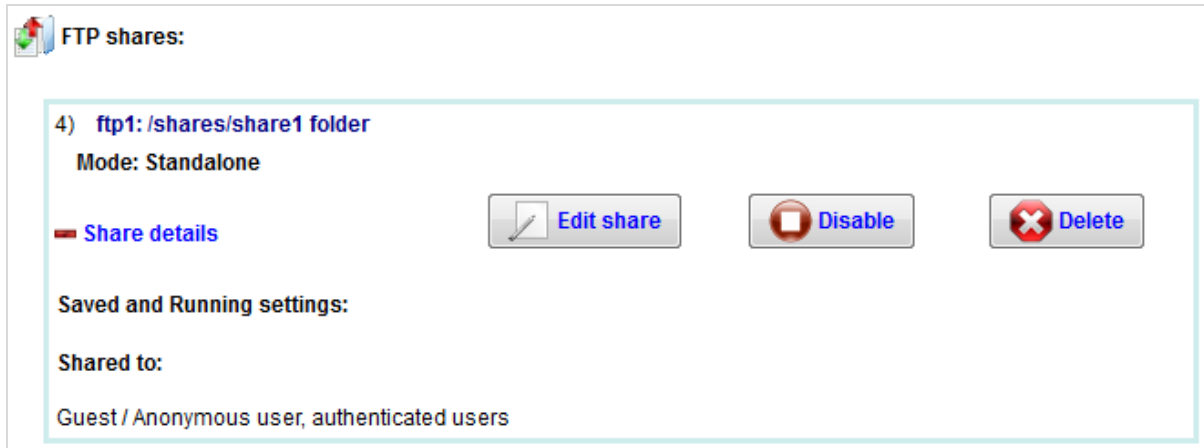 FTP shares:
4) ftp1: /shares/share1 folder
Mode: Standalone
Share details
Edit share
Disable
Delete
Saved and Running settings:
Shared to:
Guest / Anonymous user, authenticated users